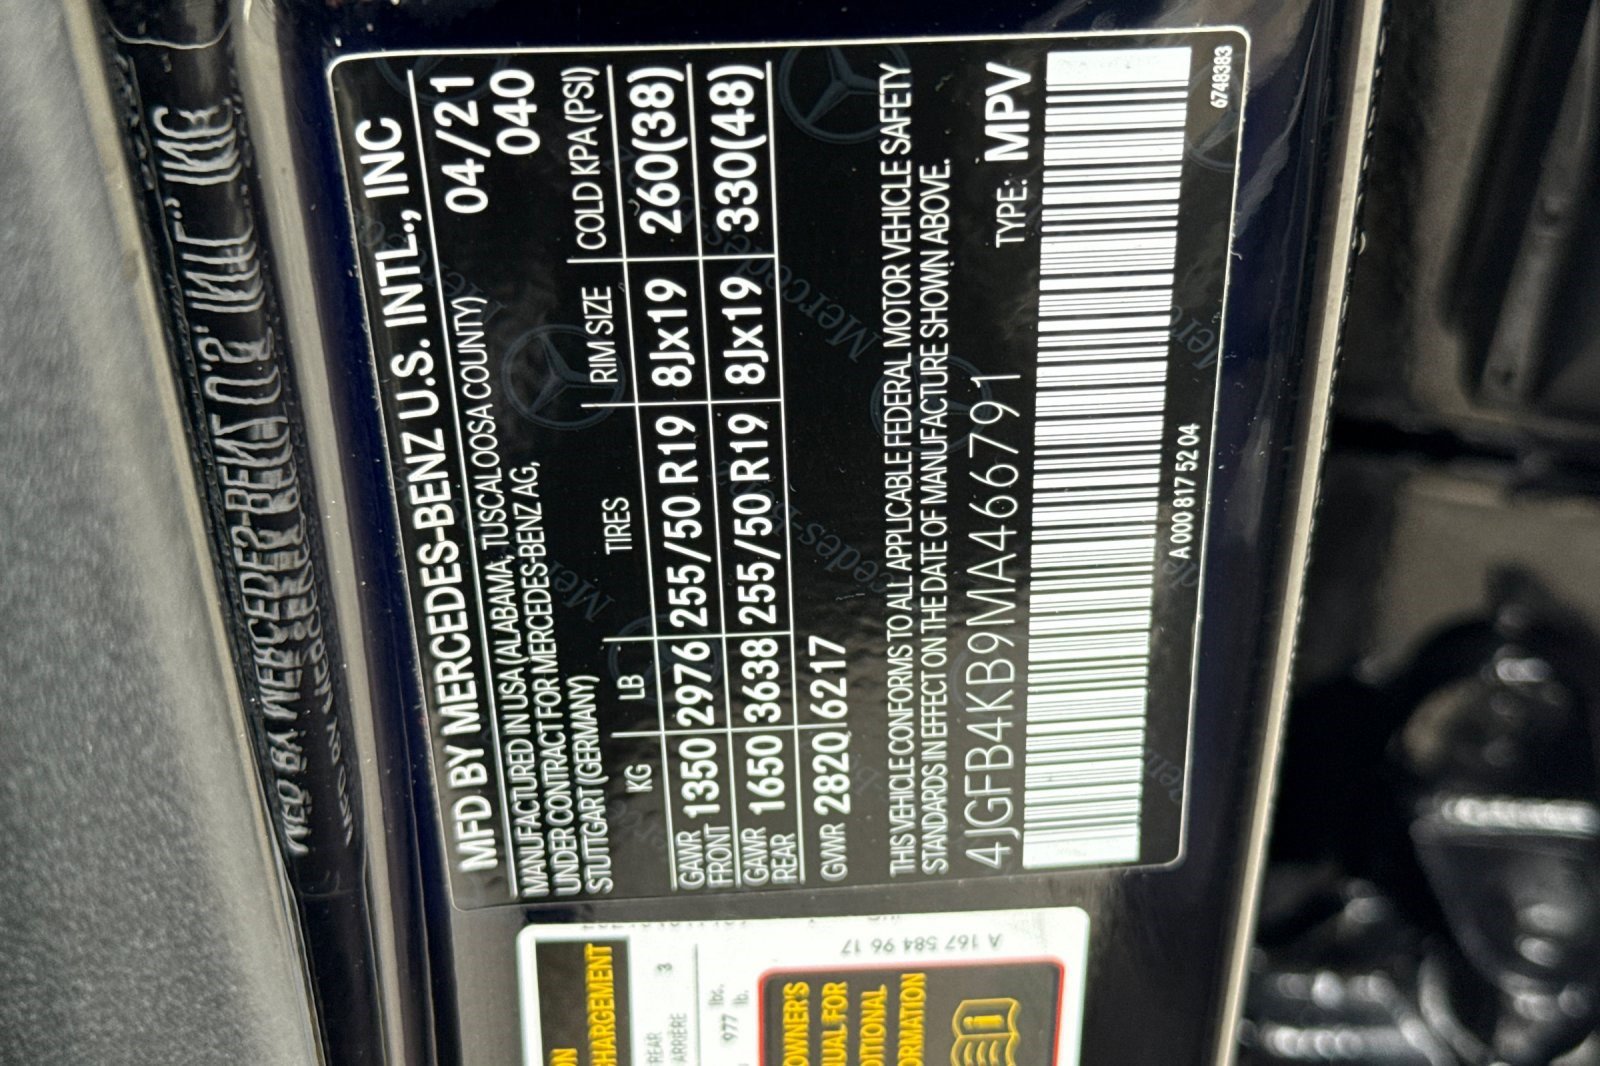 MFD BY MERCEDES-BENZ U.S. INTL., INC
04/21
MANUFACTURED IN USA (ALABAMA, TUSCALOOSA COUNTY)
040
UNDER CONTRACT FOR MERCEDES-BENZ AG,
STUTTGART (GERMANY)
KG LB TIRES RIM SIZE COLD KPA (PSI)
GAWR FRONT 1350 2976 255/50 R19 8Jx19 260(38)
GAWR REAR 1650 3638 255/50 R19 8Jx19 330(48)
GVWR 2820 6217
THIS VEHICLE CONFORMS TO ALL APPLICABLE FEDERAL MOTOR VEHICLE SAFETY
STANDARDS IN EFFECT ON THE DATE OF MANUFACTURE SHOWN ABOVE.
4JGFB4KB9MA466791 TYPE: MPV
A 000 817 52 04
6748383
CHARGEMENT
REAR
ARRIÈRE 3
977 lbs.
lb.
OWNER'S
FOR
A 167 584 96 17